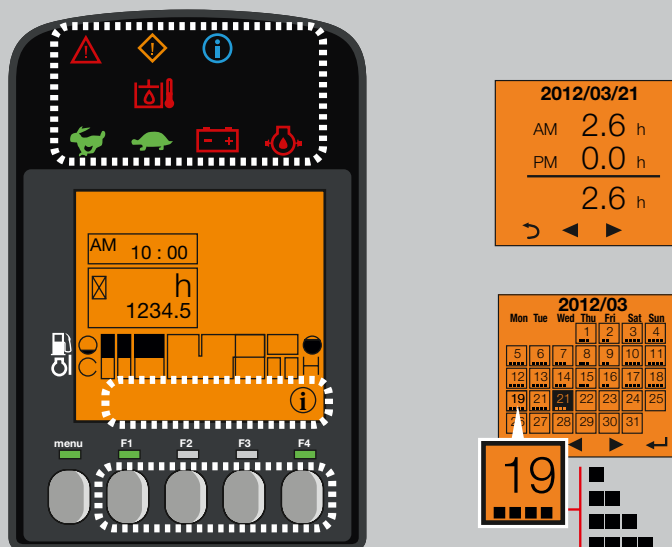 AM 10 : 00
h
1234.5
C H
menu F1 F2 F3 F4
2012/03/21
AM 2.6 h
PM 0.0 h
2.6 h
2012/03
Mon Tue Wed Thu Fri Sat Sun
1 2 3 4
5 6 7 8 9 10 11
12 13 14 15 16 17 18
19 21 21 22 23 24 25
26 27 28 29 30 31
19